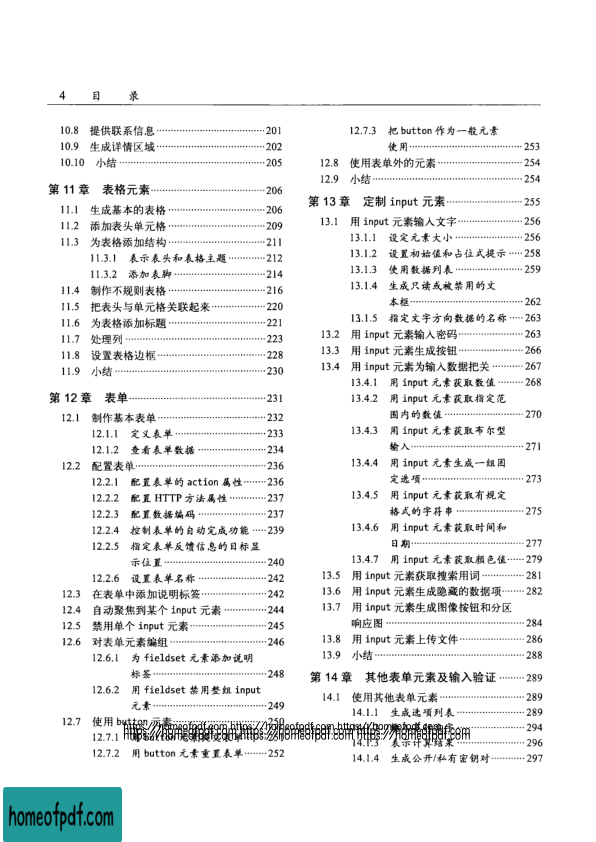 4 目 录
10.8 提供联系信息……201
10.9 生成详情区域……202
10.10 小结……205
第 11 章 表格元素……206
11.1 生成基本的表格……206
11.2 添加表头单元格……209
11.3 为表格添加结构……211
11.3.1 表示表头和表格主题……212
11.3.2 添加表脚……214
11.4 制作不规则表格……216
11.5 把表头与单元格关联起来……220
11.6 为表格添加标题……221
11.7 处理列……223
11.8 设置表格边框……228
11.9 小结……230
第 12 章 表单……231
12.1 制作基本表单……232
12.1.1 定义表单……233
12.1.2 查看表单数据……234
12.2 配置表单……236
12.2.1 配置表单的 action 属性……236
12.2.2 配置 HTTP 方法属性……237
12.2.3 配置数据编码……237
12.2.4 控制表单的自动完成功能……239
12.2.5 指定表单反馈信息的目标显
示位置……240
12.2.6 设置表单名称……242
12.3 在表单中添加说明标签……242
12.4 自动聚焦到某个 input 元素……244
12.5 禁用单个 input 元素……245
12.6 对表单元素编组……246
12.6.1 为 fieldset 元素添加说明
标签……248
12.6.2 用 fieldset 禁用整组 input
元素……249
12.7 使用 button 元素……250
12.7.1 用 button 元素提交表单……251
12.7.2 用 button 元素重置表单……252
12.7.3 把 button 作为一般元素
使用……253
12.8 使用表单外的元素……254
12.9 小结……254
第 13 章 定制 input 元素……255
13.1 用 input 元素输入文字……256
13.1.1 设定元素大小……256
13.1.2 设置初始值和占位式提示……258
13.1.3 使用数据列表……259
13.1.4 生成只读或被禁用的文
本框……262
13.1.5 指定文字方向数据的名称……263
13.2 用 input 元素输入密码……263
13.3 用 input 元素生成按钮……266
13.4 用 input 元素为输入数据把关……267
13.4.1 用 input 元素获取数值……268
13.4.2 用 input 元素获取指定范
围内的数值……270
13.4.3 用 input 元素获取布尔型
输入……271
13.4.4 用 input 元素生成一组固
定选项……273
13.4.5 用 input 元素获取有规定
格式的字符串……275
13.4.6 用 input 元素获取时间和
日期……277
13.4.7 用 input 元素获取颜色值……279
13.5 用 input 元素获取搜索用词……281
13.6 用 input 元素生成隐藏的数据项……282
13.7 用 input 元素生成图像按钮和分区
响应图……284
13.8 用 input 元素上传文件……286
13.9 小结……288
第 14 章 其他表单元素及输入验证……289
14.1 使用其他表单元素……289
14.1.1 生成选项列表……289
294
14.1.3 表示计算结果……296
14.1.4 生成公开/私有密钥对……297
https://homeofpdf.com https://homeofpdf.com https://homeofpdf.com
https://homeofpdf.com https://homeofpdf.com https://homeofpdf.com
homeofpdf.com